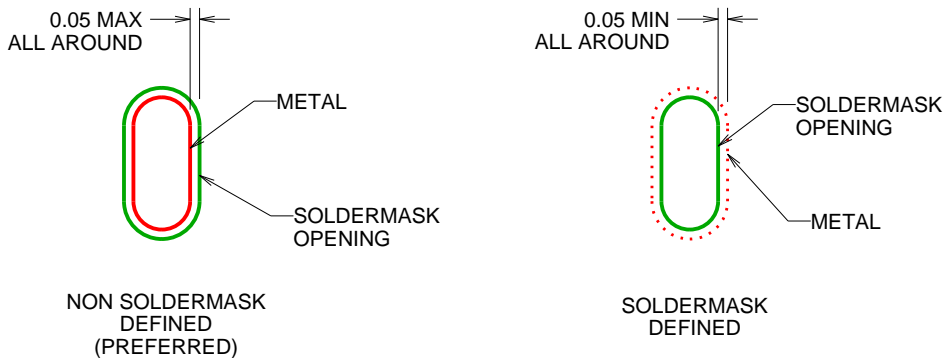 0.05 MAX
ALL AROUND
METAL
SOLDERMASK
OPENING
NON SOLDERMASK
DEFINED
(PREFERRED)
0.05 MIN
ALL AROUND
SOLDERMASK
OPENING
METAL
SOLDERMASK
DEFINED